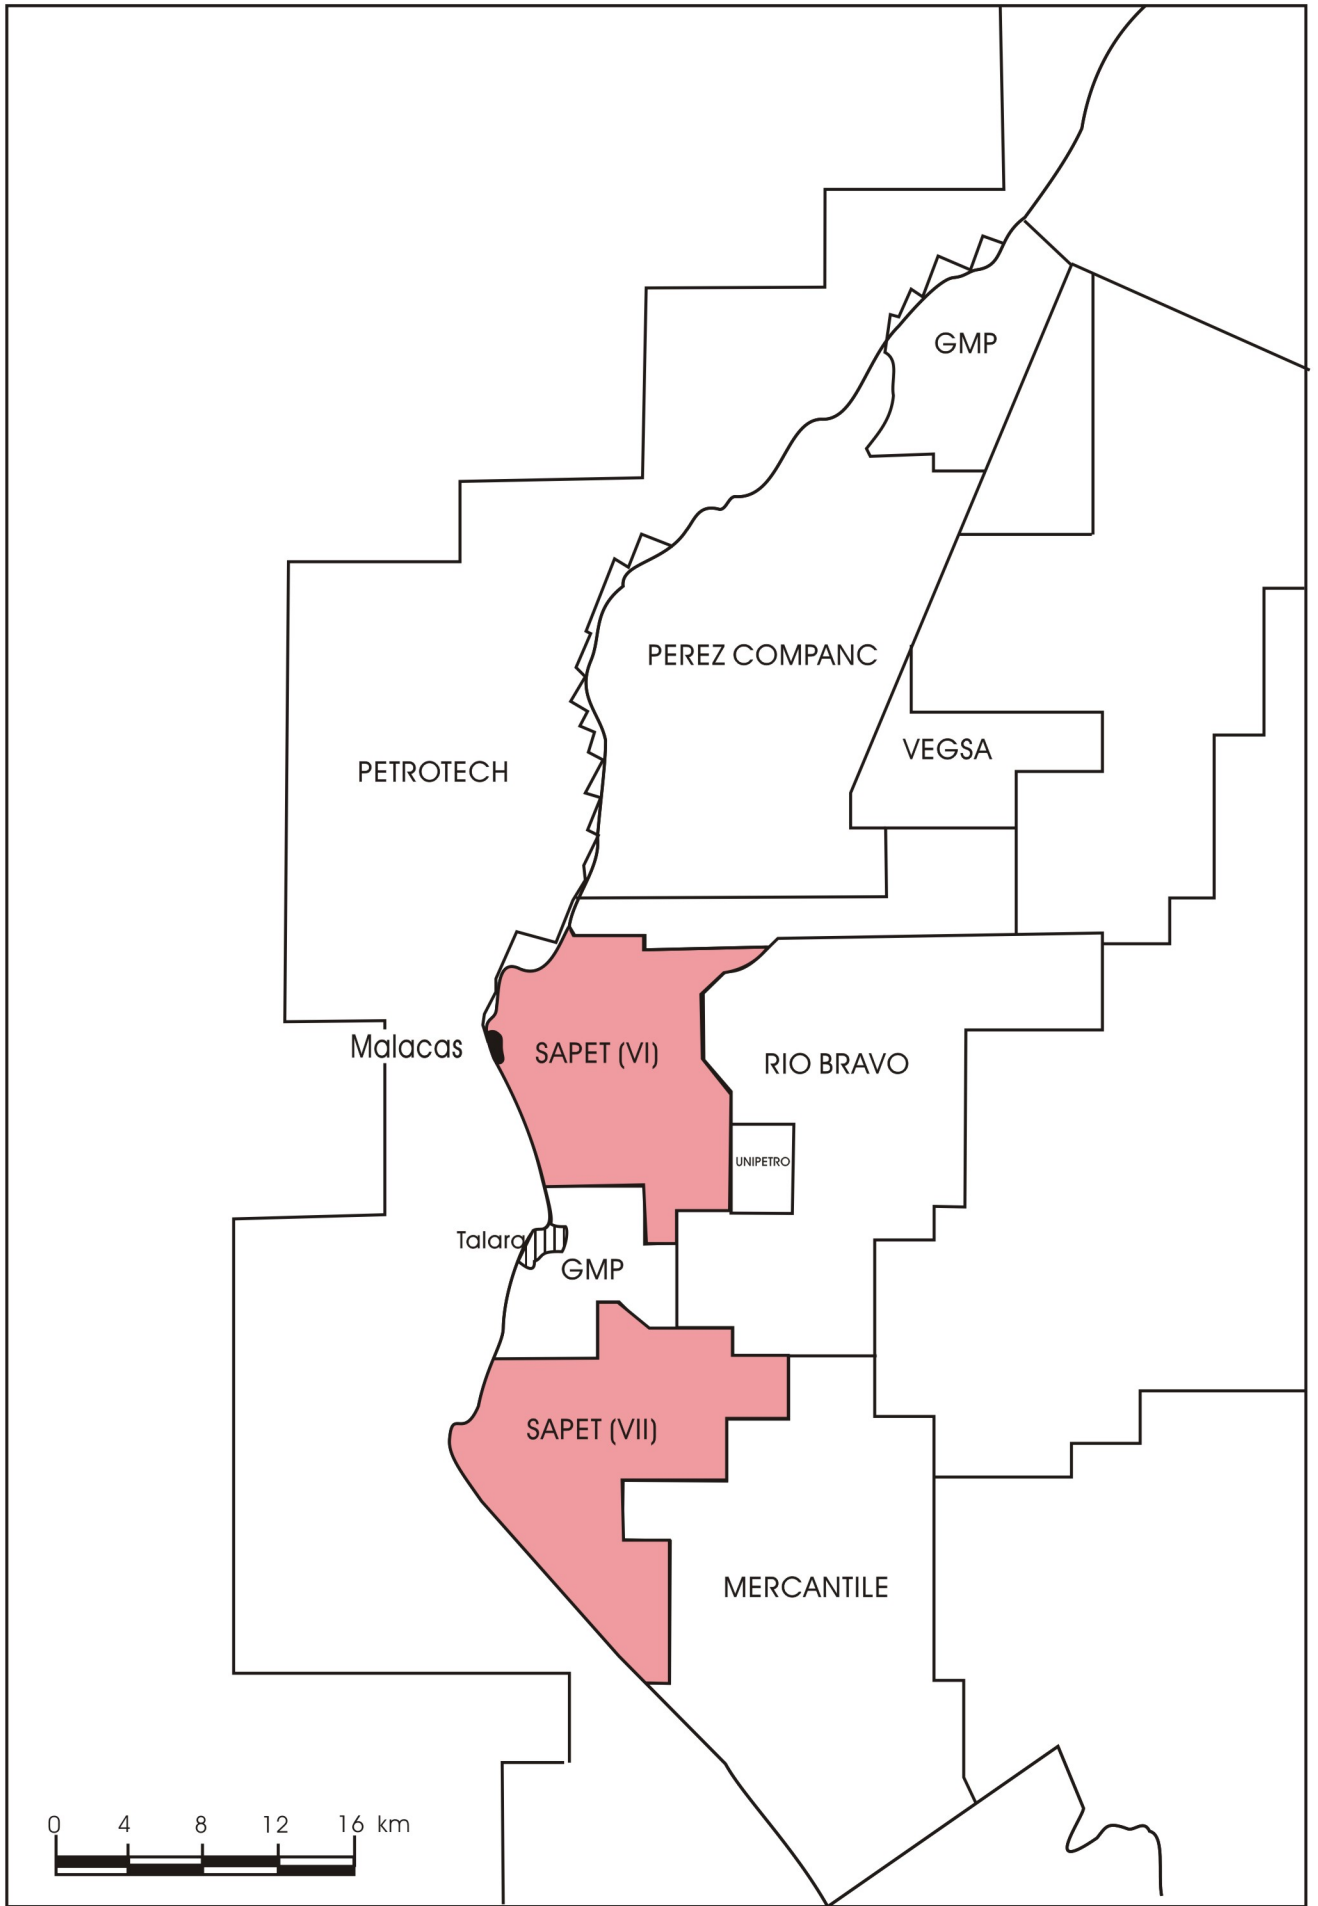 GMP
PEREZ COMPANC
VEGSA
PETROTECH
Malacas
SAPET (VI)
RIO BRAVO
UNIPETRO
Talara
GMP
SAPET (VII)
MERCANTILE
0 4 8 12 16 km